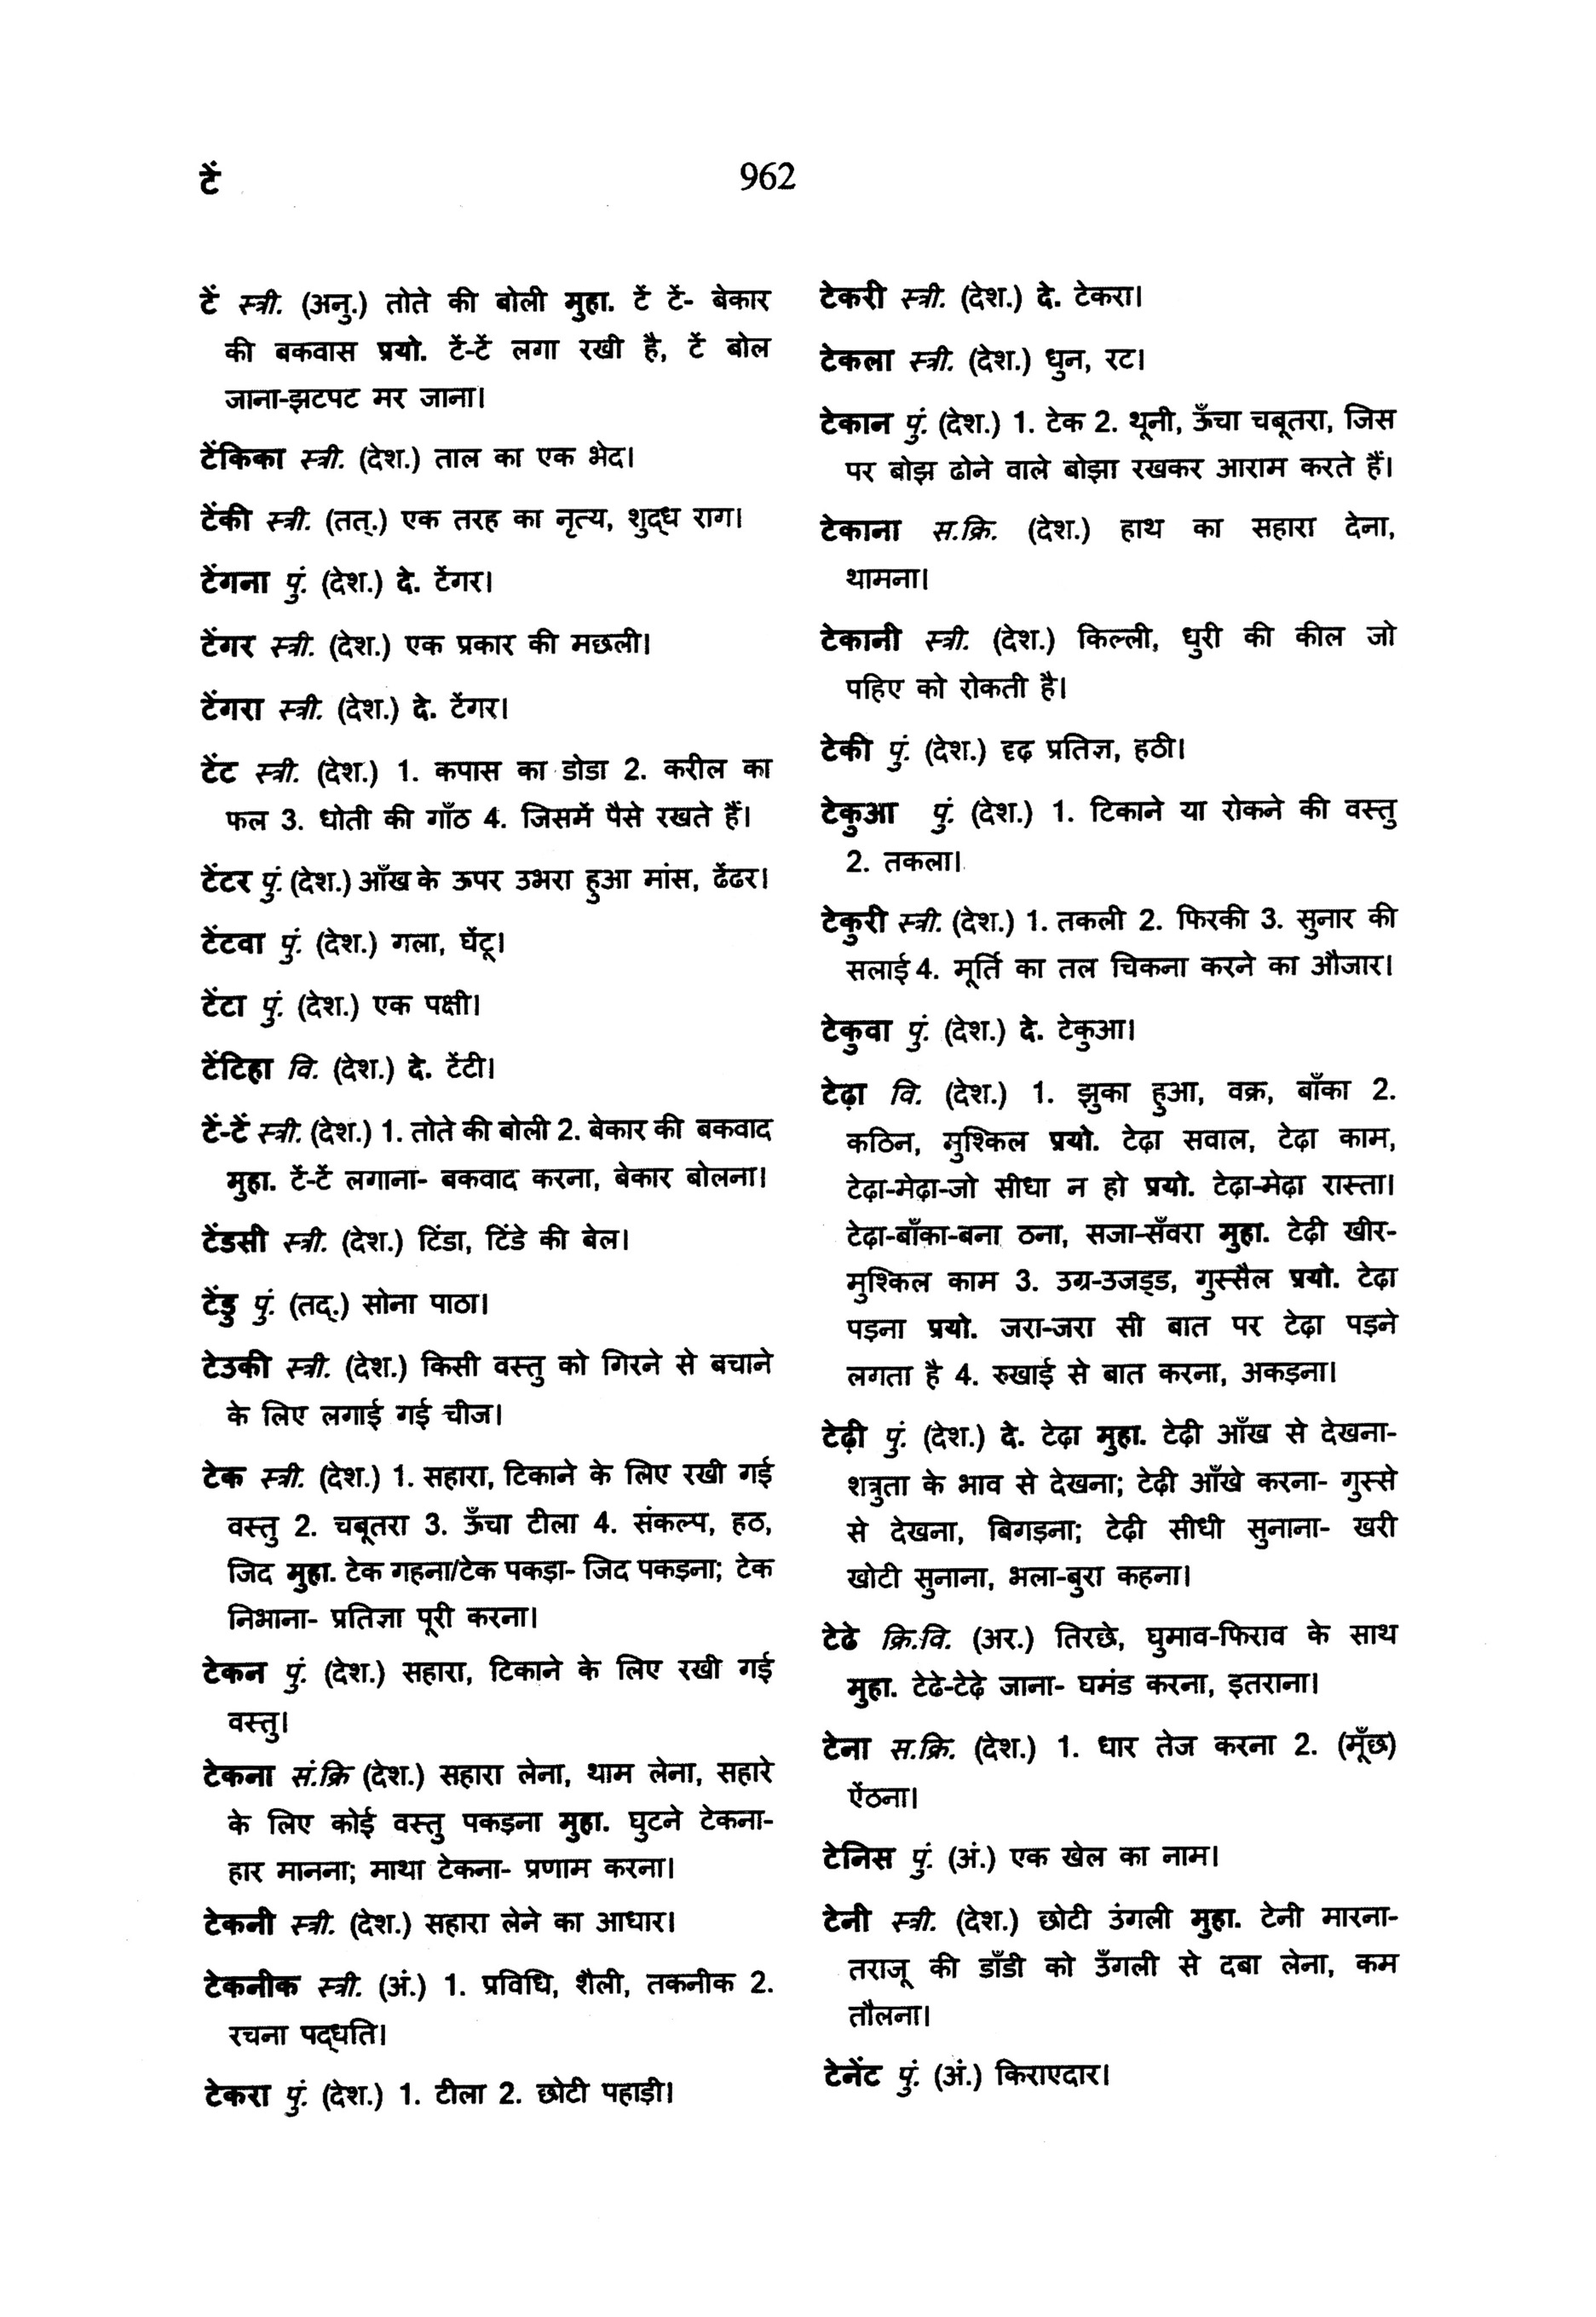 टें
962
टें स्त्री. (अनु.) तोते की बोली मुहा. टें टें- बेकार
की बकवास प्रयो. टें-टें लगा रखी है, टें बोल
जाना-झटपट मर जाना।
टेंकिका स्त्री. (देश.) ताल का एक भेद।
टेंकी स्त्री. (तत्.) एक तरह का नृत्य, शुद्ध राग।
टेंगना पुं. (देश.) दे. टेंगर।
टेंगर स्त्री. (देश.) एक प्रकार की मछली।
टेंगरा स्त्री. (देश.) दे. टेंगर।
टेंट स्त्री. (देश.) 1. कपास का डोडा 2. करील का
फल 3. धोती की गाँठ 4. जिसमें पैसे रखते हैं।
टेंटर पुं. (देश.) आँख के ऊपर उभरा हुआ मांस, ढेंढर।
टेंटवा पुं. (देश.) गला, घेंटू।
टेंटा पुं. (देश.) एक पक्षी।
टेंटिहा वि. (देश.) दे. टेंटी।
टें-टें स्त्री. (देश.) 1. तोते की बोली 2. बेकार की बकवाद
मुहा. टें-टें लगाना- बकवाद करना, बेकार बोलना।
टेंडसी स्त्री. (देश.) टिंडा, टिंडे की बेल।
टेंडु पुं. (तद्.) सोना पाठा।
टेउकी स्त्री. (देश.) किसी वस्तु को गिरने से बचाने
के लिए लगाई गई चीज।
टेक स्त्री. (देश.) 1. सहारा, टिकाने के लिए रखी गई
वस्तु 2. चबूतरा 3. ऊँचा टीला 4. संकल्प, हठ,
जिद मुहा. टेक गहना/टेक पकड़ा- जिद पकड़ना; टेक
निभाना- प्रतिज्ञा पूरी करना।
टेकन पुं. (देश.) सहारा, टिकाने के लिए रखी गई
वस्तु।
टेकना सं.क्रि (देश.) सहारा लेना, थाम लेना, सहारे
के लिए कोई वस्तु पकड़ना मुहा. घुटने टेकना-
हार मानना; माथा टेकना- प्रणाम करना।
टेकनी स्त्री. (देश.) सहारा लेने का आधार।
टेकनीक स्त्री. (अं.) 1. प्रविधि, शैली, तकनीक 2.
रचना पद्धति।
टेकरा पुं. (देश.) 1. टीला 2. छोटी पहाड़ी।
टेकरी स्त्री. (देश.) दे. टेकरा।
टेकला स्त्री. (देश.) धुन, रट।
टेकान पुं. (देश.) 1. टेक 2. थूनी, ऊँचा चबूतरा, जिस
पर बोझ ढोने वाले बोझा रखकर आराम करते हैं।
टेकाना स.क्रि. (देश.) हाथ का सहारा देना,
थामना।
टेकानी स्त्री. (देश.) किल्ली, धुरी की कील जो
पहिए को रोकती है।
टेकी पुं. (देश.) दृढ़ प्रतिज्ञ, हठी।
टेकुआ पुं. (देश.) 1. टिकाने या रोकने की वस्तु
2. तकला।
टेकुरी स्त्री. (देश.) 1. तकली 2. फिरकी 3. सुनार की
सलाई 4. मूर्ति का तल चिकना करने का औजार।
टेकुवा पुं. (देश.) दे. टेकुआ।
टेढ़ा वि. (देश.) 1. झुका हुआ, वक्र, बाँका 2.
कठिन, मुश्किल प्रयो. टेढ़ा सवाल, टेढ़ा काम,
टेढ़ा-मेढ़ा-जो सीधा न हो प्रयो. टेढ़ा-मेढ़ा रास्ता।
टेढ़ा-बाँका-बना ठना, सजा-सँवरा मुहा. टेढ़ी खीर-
मुश्किल काम 3. उग्र-उजड्ड, गुस्सैल प्रयो. टेढ़ा
पड़ना प्रयो. जरा-जरा सी बात पर टेढ़ा पड़ने
लगता है 4. रुखाई से बात करना, अकड़ना।
टेढ़ी पुं. (देश.) दे. टेढ़ा मुहा. टेढ़ी आँख से देखना-
शत्रुता के भाव से देखना; टेढ़ी आँखे करना- गुस्से
से देखना, बिगड़ना; टेढ़ी सीधी सुनाना- खरी
खोटी सुनाना, भला-बुरा कहना।
टेढे क्रि.वि. (अर.) तिरछे, घुमाव-फिराव के साथ
मुहा. टेढे-टेढ़े जाना- घमंड करना, इतराना।
टेना स.क्रि. (देश.) 1. धार तेज करना 2. (मूँछ)
ऐंठना।
टेनिस पुं. (अं.) एक खेल का नाम।
टेनी स्त्री. (देश.) छोटी उंगली मुहा. टेनी मारना-
तराजू की डाँडी को उँगली से दबा लेना, कम
तौलना।
टेनेंट पुं. (अं.) किराएदार।